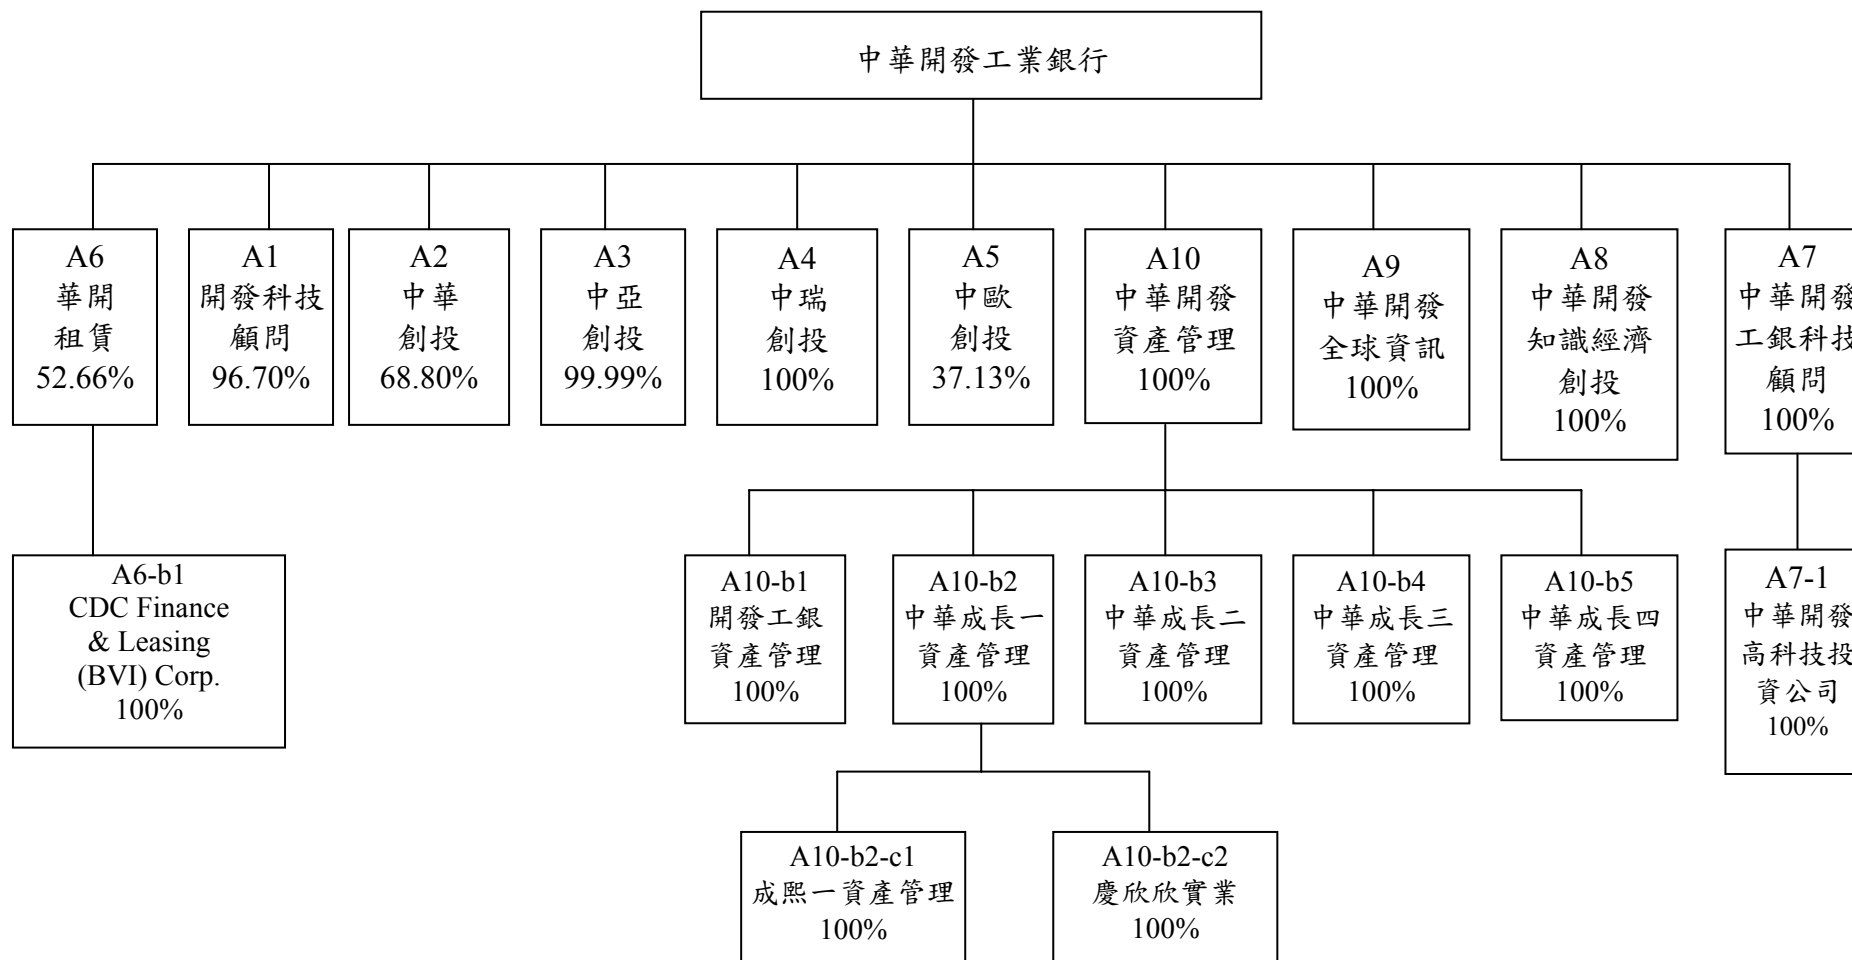 中華開發工業銀行
A6
華開
租賃
52.66%
A1
開發科技
顧問
96.70%
A2
中華
創投
68.80%
A3
中亞
創投
99.99%
A4
中瑞
創投
100%
A5
中歐
創投
37.13%
A10
中華開發
資產管理
100%
A9
中華開發
全球資訊
100%
A8
中華開發
知識經濟
創投
100%
A7
中華開發
工銀科技
顧問
100%
A6-b1
CDC Finance
& Leasing
(BVI) Corp.
100%
A10-b1
開發工銀
資產管理
100%
A10-b2
中華成長一
資產管理
100%
A10-b3
中華成長二
資產管理
100%
A10-b4
中華成長三
資產管理
100%
A10-b5
中華成長四
資產管理
100%
A7-1
中華開發
高科技投
資公司
100%
A10-b2-c1
成熙一資產管理
100%
A10-b2-c2
慶欣欣實業
100%